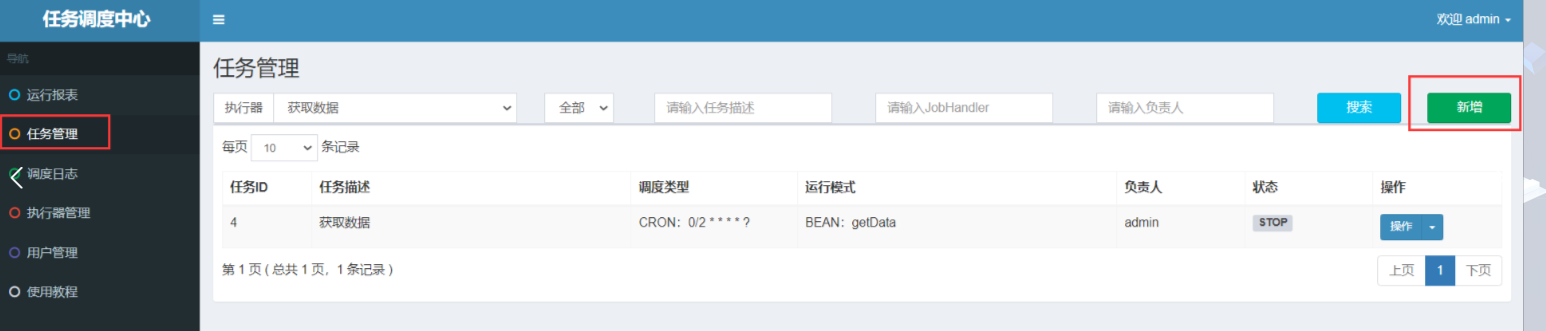 任务调度中心
欢迎 admin
导航
运行报表
任务管理
调度日志
执行器管理
用户管理
使用教程
任务管理
执行器 获取数据 全部 请输入任务描述 请输入JobHandler 请输入负责人 搜索 新增
每页 10 条记录
任务ID 任务描述 调度类型 运行模式 负责人 状态 操作
4 获取数据 CRON：0/2 * * * * ? BEAN：getData admin STOP 操作
第 1 页 ( 总共 1 页，1 条记录 ) 上页 1 下页